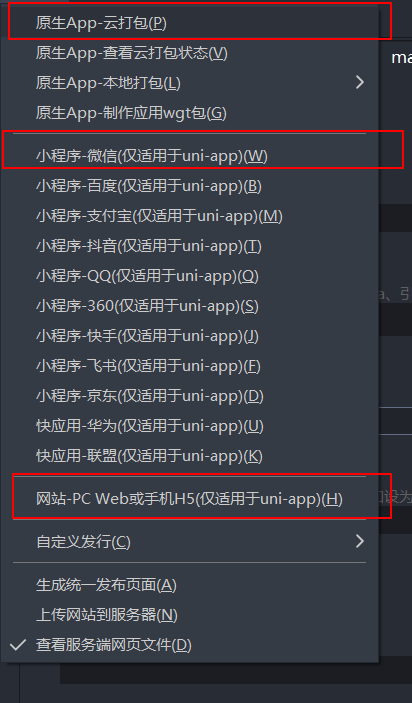 原生App-云打包(P)
原生App-查看云打包状态(V)
ma
原生App-本地打包(L)
原生App-制作应用wgt包(G)
小程序-微信(仅适用于uni-app)(W)
小程序-百度(仅适用于uni-app)(B)
小程序-支付宝(仅适用于uni-app)(M)
小程序-抖音(仅适用于uni-app)(T)
小程序-QQ(仅适用于uni-app)(Q)
a、引
小程序-360(仅适用于uni-app)(S)
小程序-快手(仅适用于uni-app)(J)
小程序-飞书(仅适用于uni-app)(F)
小程序-京东(仅适用于uni-app)(D)
快应用-华为(仅适用于uni-app)(U)
快应用-联盟(仅适用于uni-app)(K)
网站-PC Web或手机H5(仅适用于uni-app)(H)
设为
自定义发行(C)
生成统一发布页面(A)
上传网站到服务器(N)
查看服务端网页文件(D)